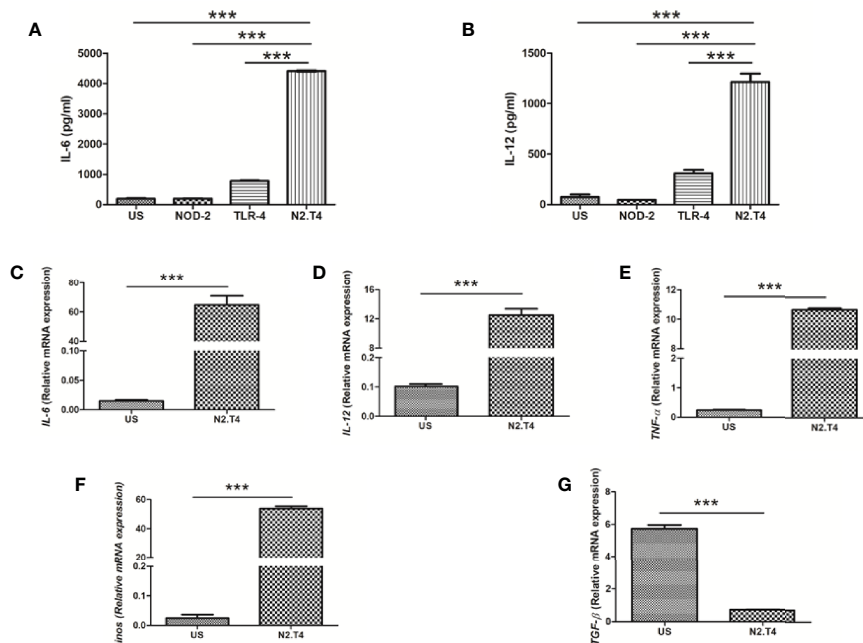 A
***
***
***
IL-6 (pg/ml)
5000
4000
3000
2000
1000
0
US NOD-2 TLR-4 N2.T4
B
***
***
***
IL-12 (pg/ml)
1500
1000
500
0
US NOD-2 TLR-4 N2.T4
C
***
IL-6 (Relative mRNA expression)
80
60
40
0.10
0.05
0.00
US N2.T4
D
***
IL-12 (Relative mRNA expression)
16
12
8
0.2
0.1
0.0
US N2.T4
E
***
TNF-α (Relative mRNA expression)
12
10
8
2
1
0
US N2.T4
F
***
inos (Relative mRNA expression)
60
40
20
0.2
0.1
0.0
US N2.T4
G
***
TGF-β (Relative mRNA expression)
8
6
4
2
0
US N2.T4